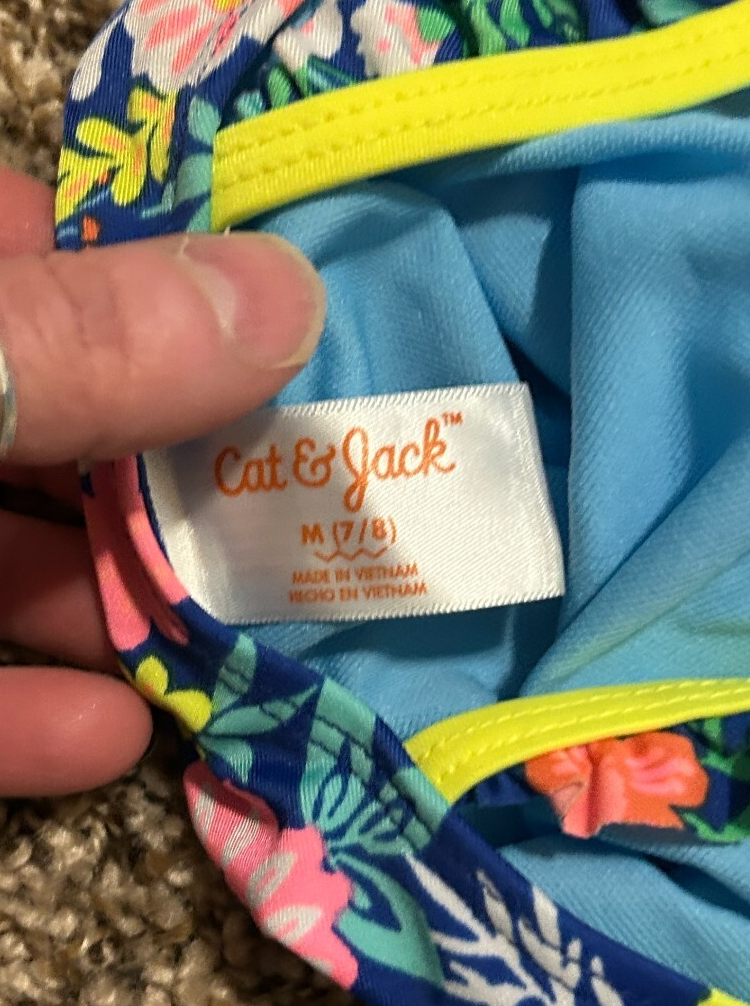 Cat & Jack™
M (7/8)
MADE IN VIETNAM
HECHO EN VIETNAM